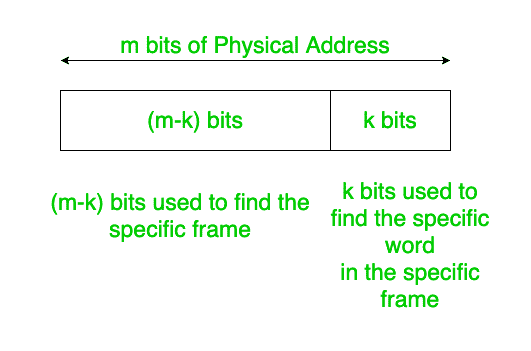 m bits of Physical Address
(m-k) bits
k bits
(m-k) bits used to find the
specific frame
k bits used to
find the specific
word
in the specific
frame